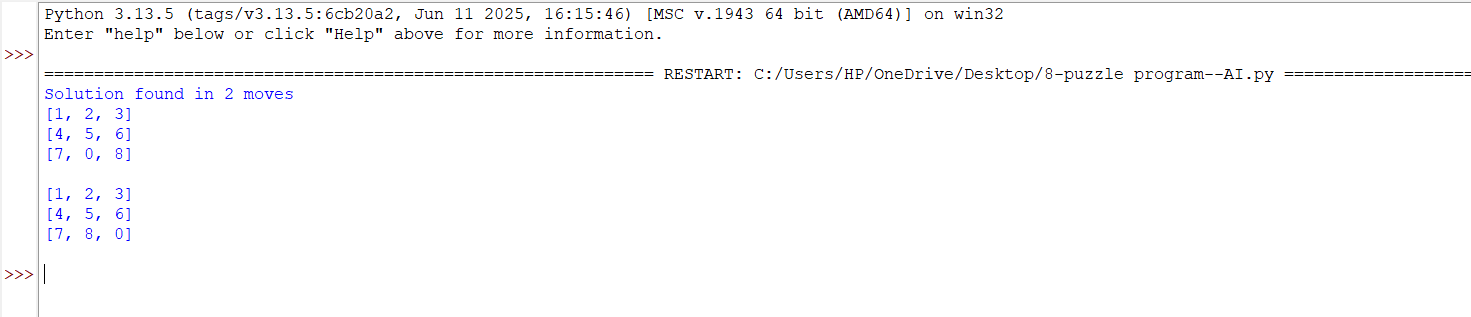 Python 3.13.5 (tags/v3.13.5:6cb20a2, Jun 11 2025, 16:15:46) [MSC v.1943 64 bit (AMD64)] on win32
Enter "help" below or click "Help" above for more information.
>>>
============================================================= RESTART: C:/Users/HP/OneDrive/Desktop/8-puzzle program--AI.py ===================
Solution found in 2 moves
[1, 2, 3]
[4, 5, 6]
[7, 0, 8]
[1, 2, 3]
[4, 5, 6]
[7, 8, 0]
>>>